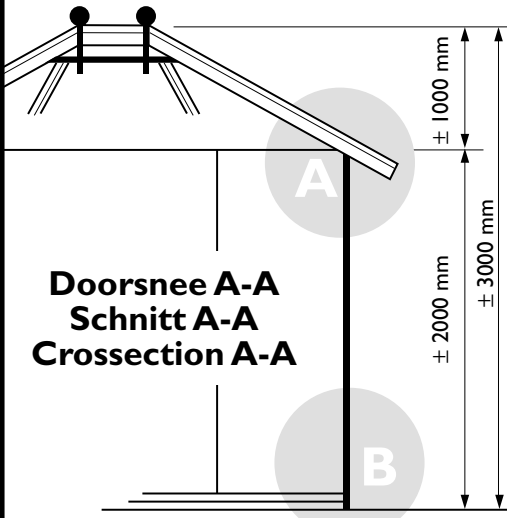 ± 1000 mm
A
± 3000 mm
± 2000 mm
Doorsnee A-A
Schnitt A-A
Crossection A-A
B